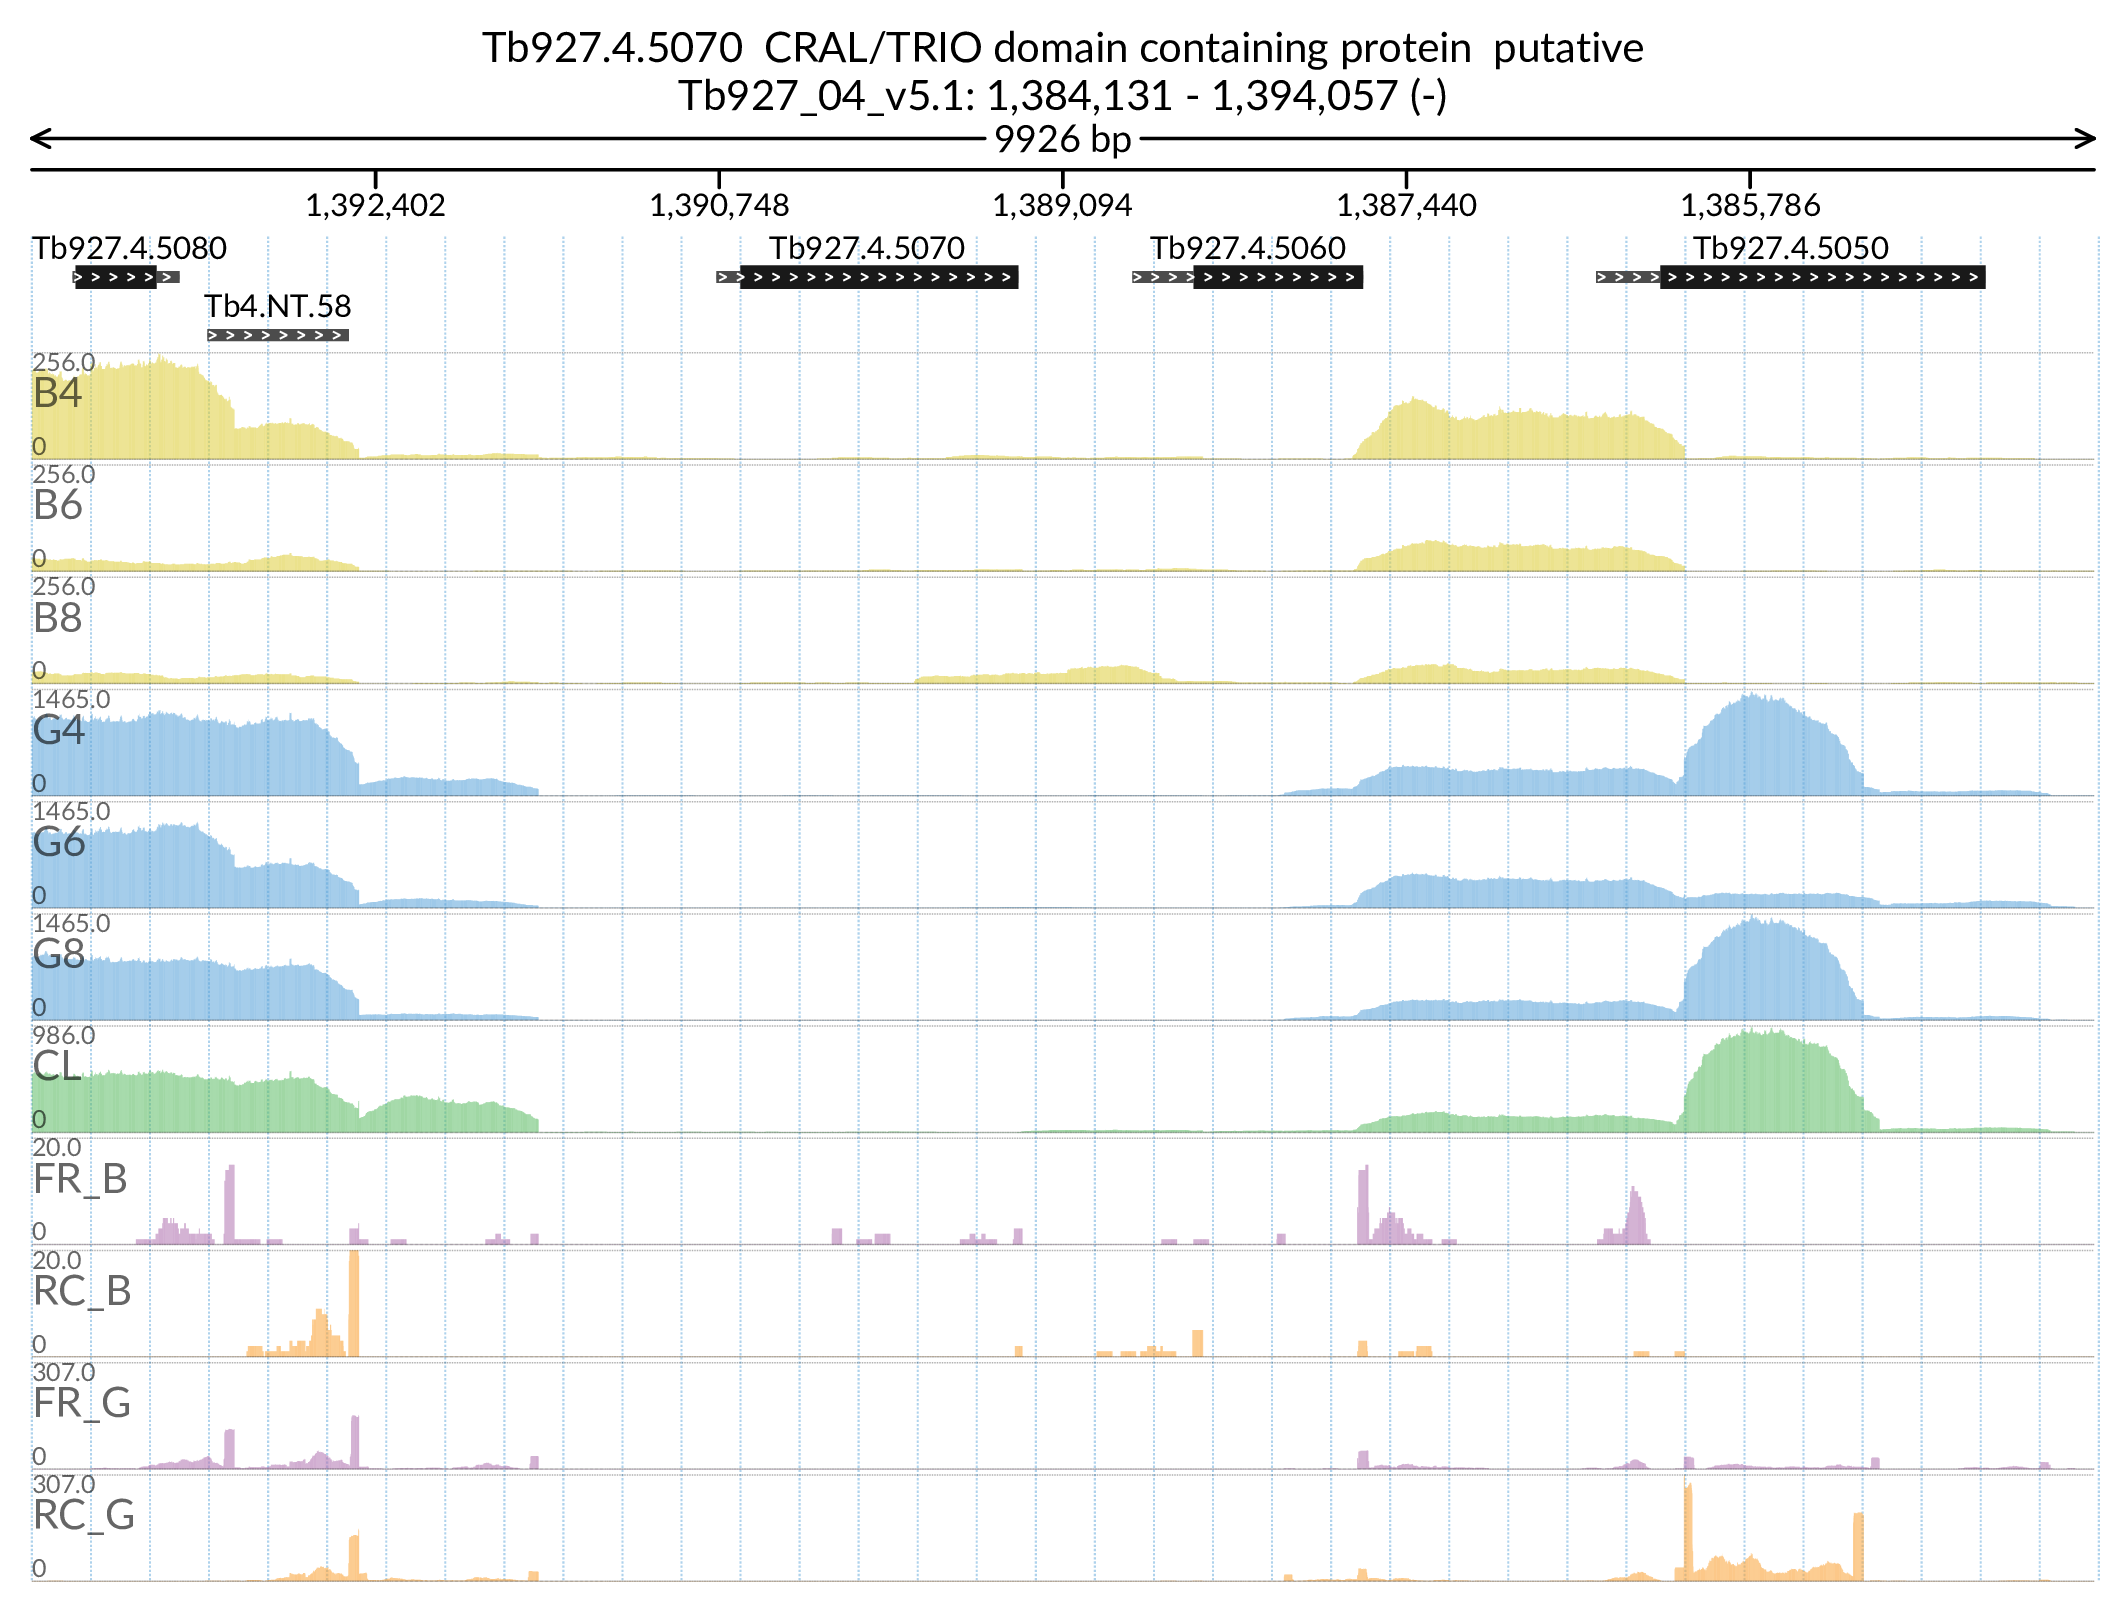 Tb927.4.5070  CRAL/TRIO domain containing protein  putative
Tb927_04_v5.1: 1,384,131 - 1,394,057 (-)
9926 bp
1,392,402 1,390,748 1,389,094 1,387,440 1,385,786
Tb927.4.5080 Tb927.4.5070 Tb927.4.5060 Tb927.4.5050
Tb4.NT.58
256.0
B4
0
256.0
B6
0
256.0
B8
0
1465.0
G4
0
1465.0
G6
0
1465.0
G8
0
986.0
CL
0
20.0
FR_B
0
20.0
RC_B
0
307.0
FR_G
0
307.0
RC_G
0